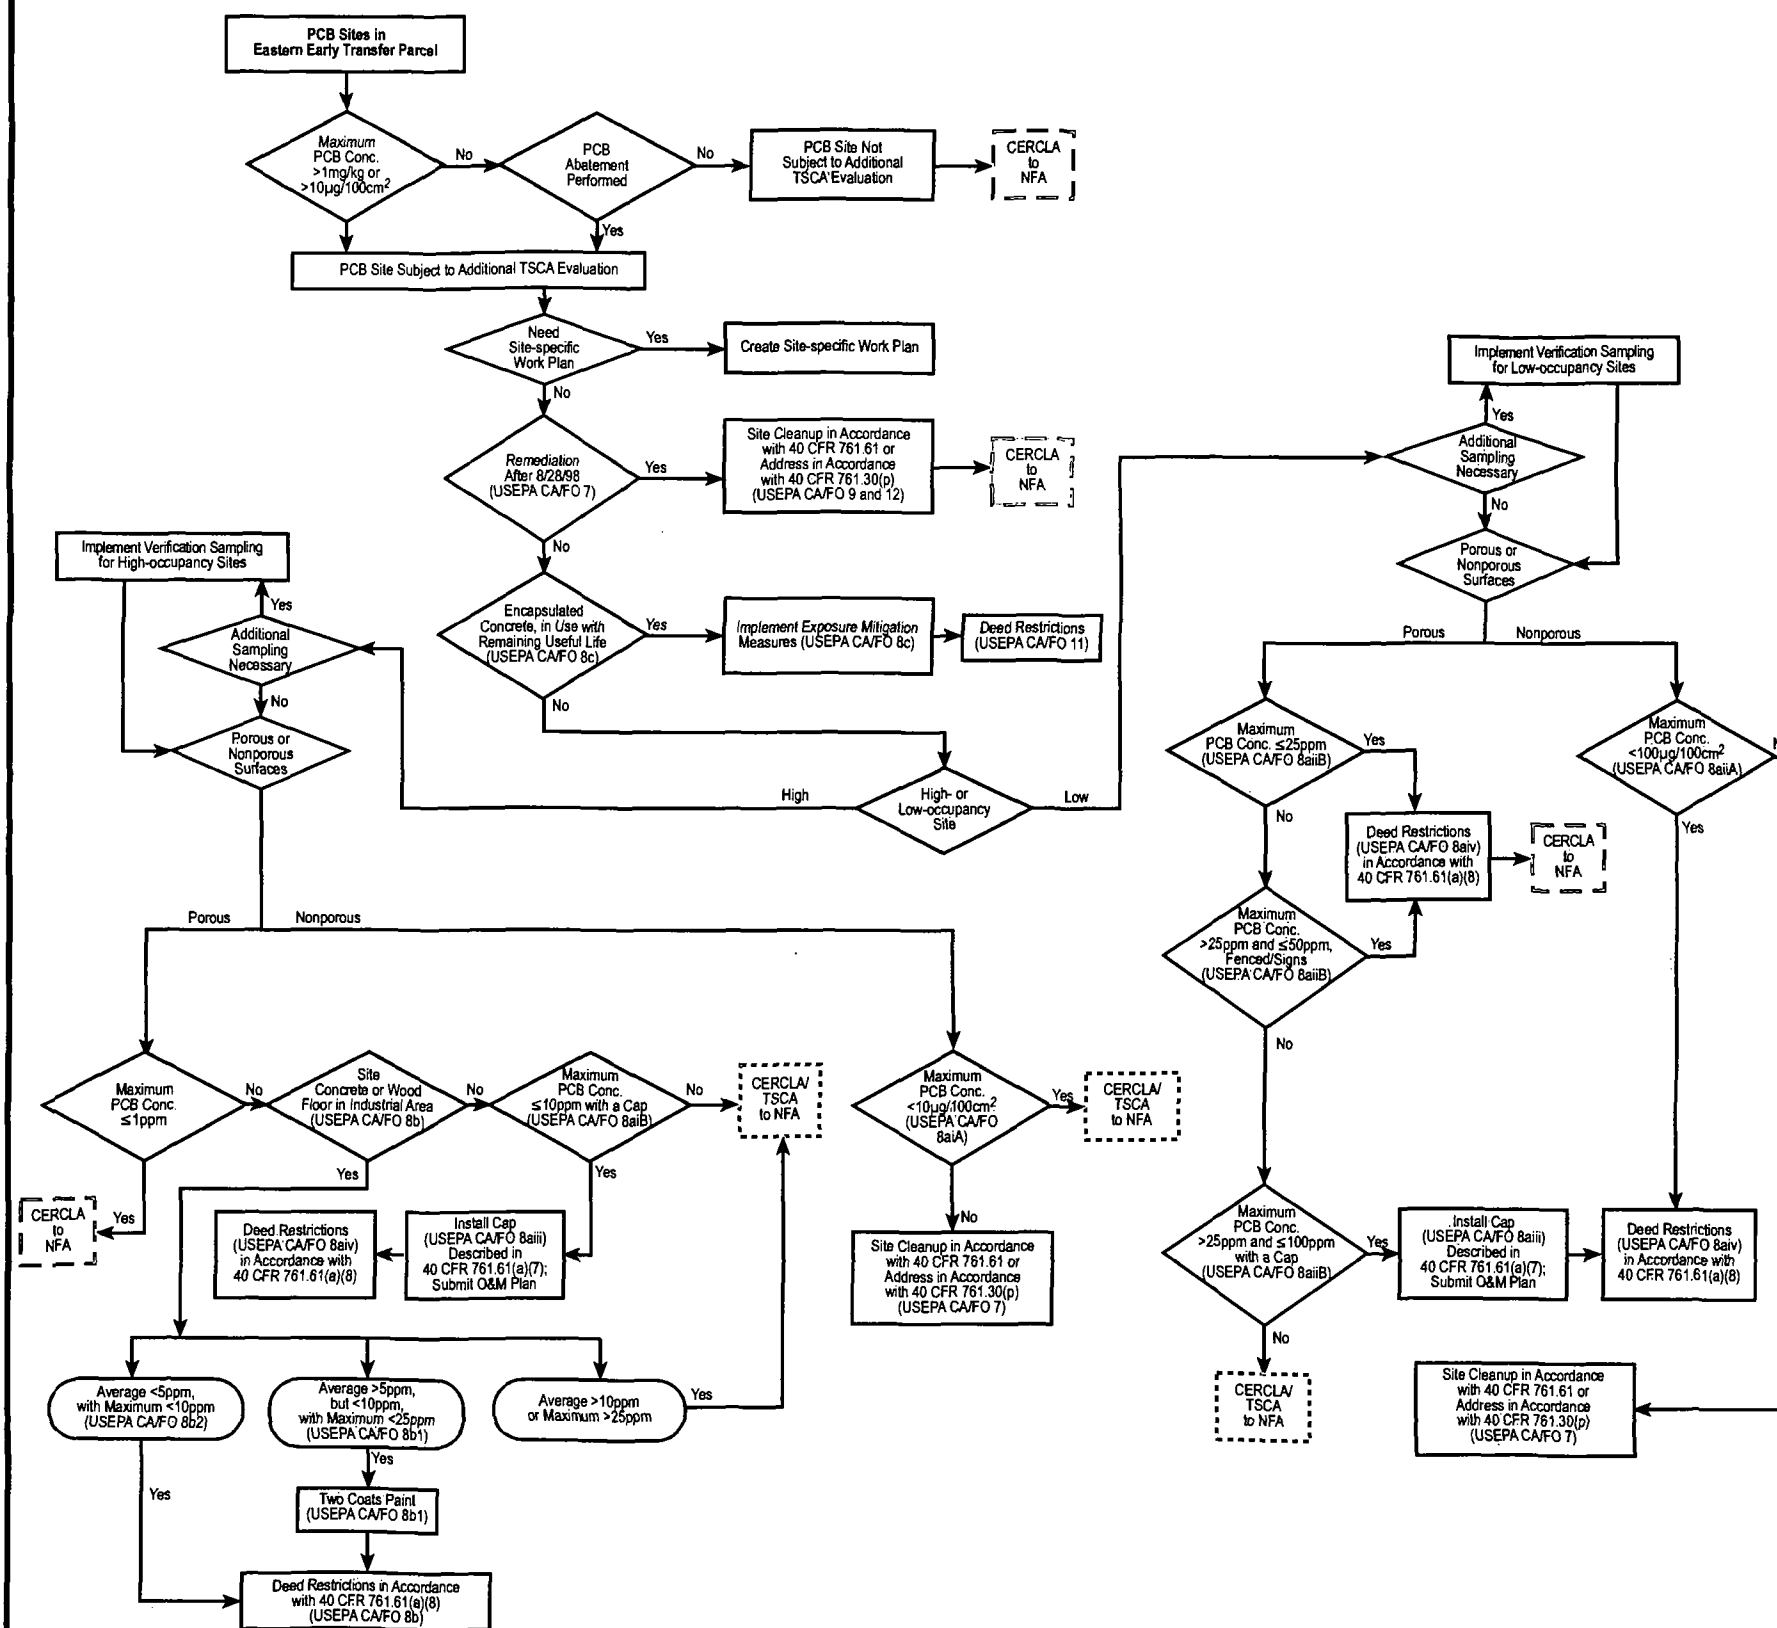 PCB Sites in
Eastern Early Transfer Parcel
Maximum
PCB Conc.
>1mg/kg or
>10µg/100cm²
No
PCB
Abatement
Performed
No
PCB Site Not
Subject to Additional
TSCA Evaluation
CERCLA
to
NFA
Yes
PCB Site Subject to Additional TSCA Evaluation
Need
Site-specific
Work Plan
Yes
Create Site-specific Work Plan
No
Remediation
After 8/28/98
(USEPA CA/FO 7)
Yes
Site Cleanup in Accordance
with 40 CFR 761.61 or
Address in Accordance
with 40 CFR 761.30(p)
(USEPA CA/FO 9 and 12)
CERCLA
to
NFA
No
Encapsulated
Concrete, in Use with
Remaining Useful Life
(USEPA CA/FO 8c)
Yes
Implement Exposure Mitigation
Measures (USEPA CA/FO 8c)
Deed Restrictions
(USEPA CA/FO 11)
No
High- or
Low-occupancy
Site
High
Low
Implement Verification Sampling
for High-occupancy Sites
Yes
Additional
Sampling
Necessary
No
Porous or
Nonporous
Surfaces
Porous
Nonporous
Maximum
PCB Conc.
≤1ppm
No
Yes
CERCLA
to
NFA
Site
Concrete or Wood
Floor in Industrial Area
(USEPA CA/FO 8b)
No
Yes
Maximum
PCB Conc.
≤10ppm with a Cap
(USEPA CA/FO 8aiB)
No
Yes
CERCLA/
TSCA
to NFA
Deed Restrictions
(USEPA CA/FO 8aiv)
in Accordance with
40 CFR 761.61(a)(8)
Install Cap
(USEPA CA/FO 8aiii)
Described in
40 CFR 761.61(a)(7);
Submit O&M Plan
Maximum
PCB Conc.
<10µg/100cm²
(USEPA CA/FO
8aiA)
Yes
CERCLA/
TSCA
to NFA
No
Site Cleanup in Accordance
with 40 CFR 761.61 or
Address in Accordance
with 40 CFR 761.30(p)
(USEPA CA/FO 7)
Average <5ppm,
with Maximum <10ppm
(USEPA CA/FO 8b2)
Average >5ppm,
but <10ppm,
with Maximum <25ppm
(USEPA CA/FO 8b1)
Average >10ppm
or Maximum >25ppm
Yes
Yes
Yes
Two Coats Paint
(USEPA CA/FO 8b1)
Deed Restrictions in Accordance
with 40 CFR 761.61(a)(8)
(USEPA CA/FO 8b)
Implement Verification Sampling
for Low-occupancy Sites
Yes
Additional
Sampling
Necessary
No
Porous or
Nonporous
Surfaces
Porous
Nonporous
Maximum
PCB Conc. ≤25ppm
(USEPA CA/FO 8aiiB)
Yes
No
Maximum
PCB Conc.
<100µg/100cm²
(USEPA CA/FO 8aiiA)
Yes
Deed Restrictions
(USEPA CA/FO 8aiv)
in Accordance with
40 CFR 761.61(a)(8)
CERCLA
to
NFA
Maximum
PCB Conc.
>25ppm and ≤50ppm,
Fenced/Signs
(USEPA CA/FO 8aiiB)
Yes
No
Maximum
PCB Conc.
>25ppm and ≤100ppm
with a Cap
(USEPA CA/FO 8aiiB)
Yes
Install Cap
(USEPA CA/FO 8aiii)
Described in
40 CFR 761.61(a)(7);
Submit O&M Plan
Deed Restrictions
(USEPA CA/FO 8aiv)
in Accordance with
40 CFR 761.61(a)(8)
No
CERCLA/
TSCA
to NFA
Site Cleanup in Accordance
with 40 CFR 761.61 or
Address in Accordance
with 40 CFR 761.30(p)
(USEPA CA/FO 7)